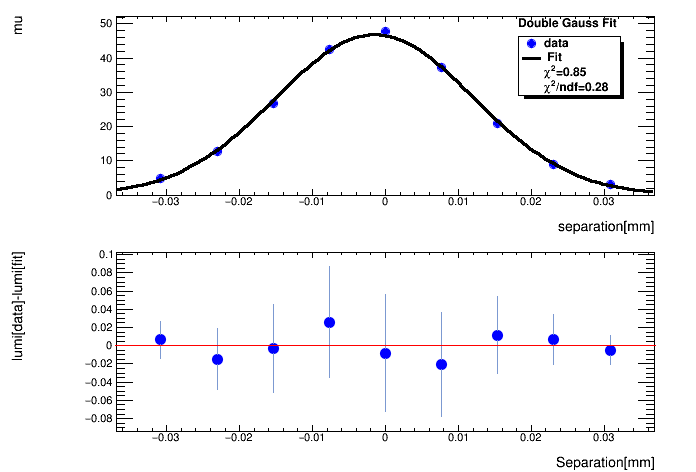 Double Gauss Fit
mu
data
Fit
χ²=0.85
χ²/ndf=0.28
50
40
30
20
10
0
−0.03 −0.02 −0.01 0 0.01 0.02 0.03
separation[mm]
lumi[data]-lumi[fit]
0.1
0.08
0.06
0.04
0.02
0
−0.02
−0.04
−0.06
−0.08
−0.03 −0.02 −0.01 0 0.01 0.02 0.03
Separation[mm]